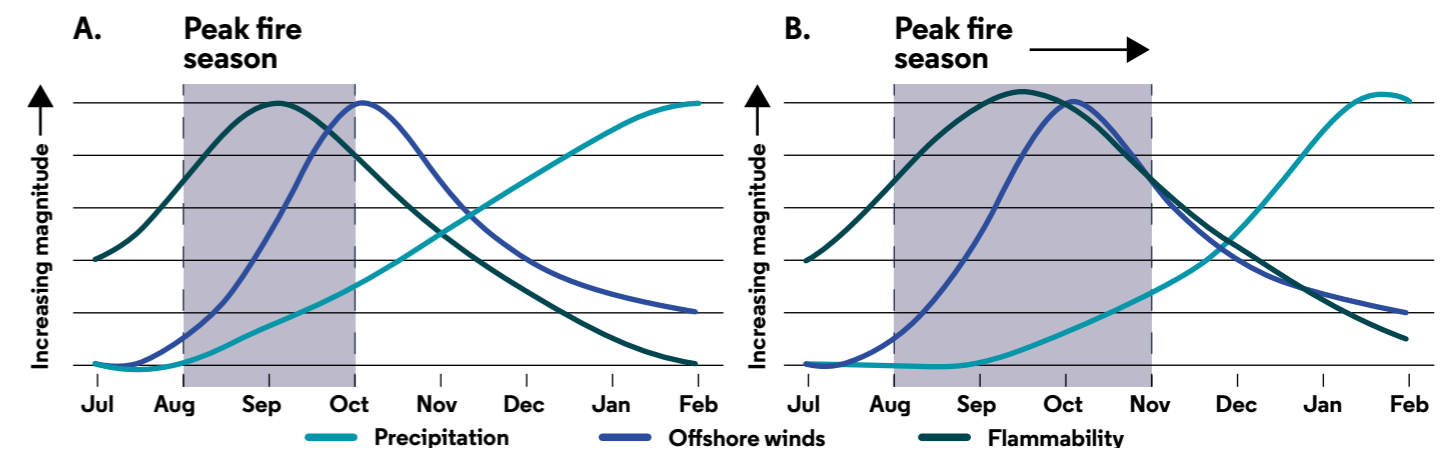 A.
Peak fire
season
Increasing magnitude
Jul Aug Sep Oct Nov Dec Jan Feb
B.
Peak fire
season
Increasing magnitude
Jul Aug Sep Oct Nov Dec Jan Feb
Precipitation Offshore winds Flammability